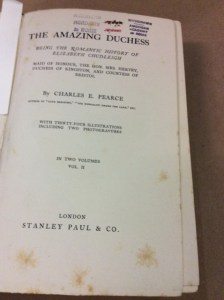 THE AMAZING DUCHESS
BEING THE ROMANTIC HISTORY OF
ELIZABETH CHUDLEIGH
MAID OF HONOUR, THE HON. MRS. HERVEY,
DUCHESS OF KINGSTON, AND COUNTESS OF
BRISTOL
By CHARLES E. PEARCE
WITH THIRTY-FOUR ILLUSTRATIONS
INCLUDING TWO PHOTOGRAVURES
IN TWO VOLUMES
VOL. II
LONDON
STANLEY PAUL & CO.